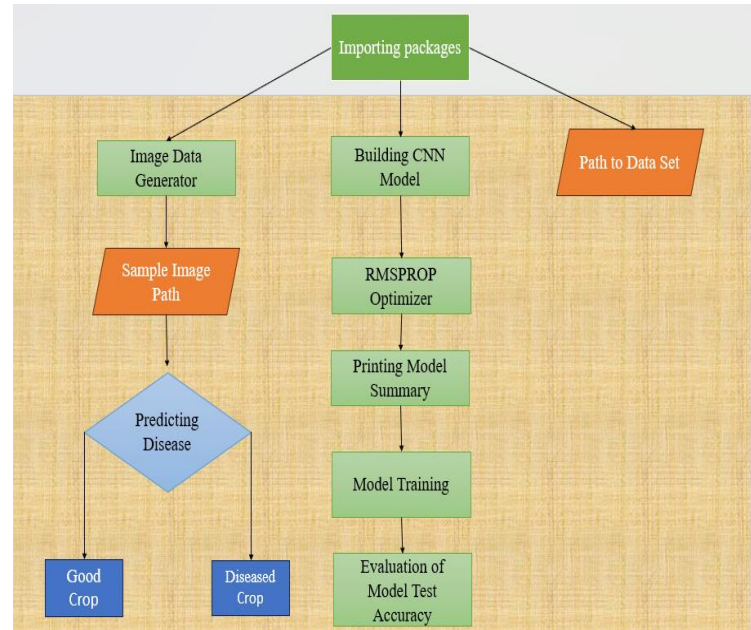 Importing packages
Image Data
Generator
Building CNN
Model
Path to Data Set
Sample Image
Path
RMSPROP
Optimizer
Printing Model
Summary
Predicting
Disease
Model Training
Good
Crop
Diseased
Crop
Evaluation of
Model Test
Accuracy